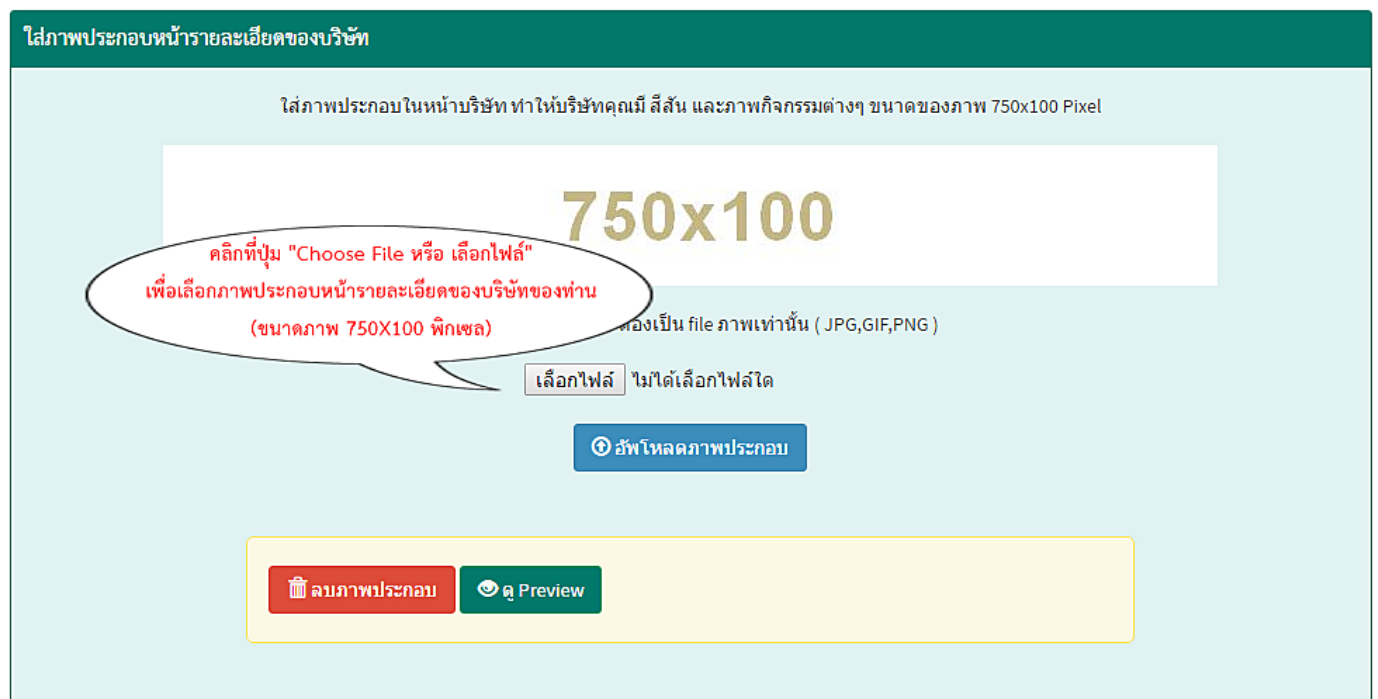 ใส่ภาพประกอบหน้ารายละเอียดของบริษัท
ใส่ภาพประกอบในหน้าบริษัท ทำให้บริษัทคุณมี สีสัน และภาพกิจกรรมต่างๆ ขนาดของภาพ 750x100 Pixel
750x100
คลิกที่ปุ่ม "Choose File หรือ เลือกไฟล์"
เพื่อเลือกภาพประกอบหน้ารายละเอียดของบริษัทของท่าน
(ขนาดภาพ 750X100 พิกเซล)
file ภาพเท่านั้น ( JPG,GIF,PNG )
เลือกไฟล์ ไม่ได้เลือกไฟล์ใด
อัพโหลดภาพประกอบ
ลบภาพประกอบ ดู Preview